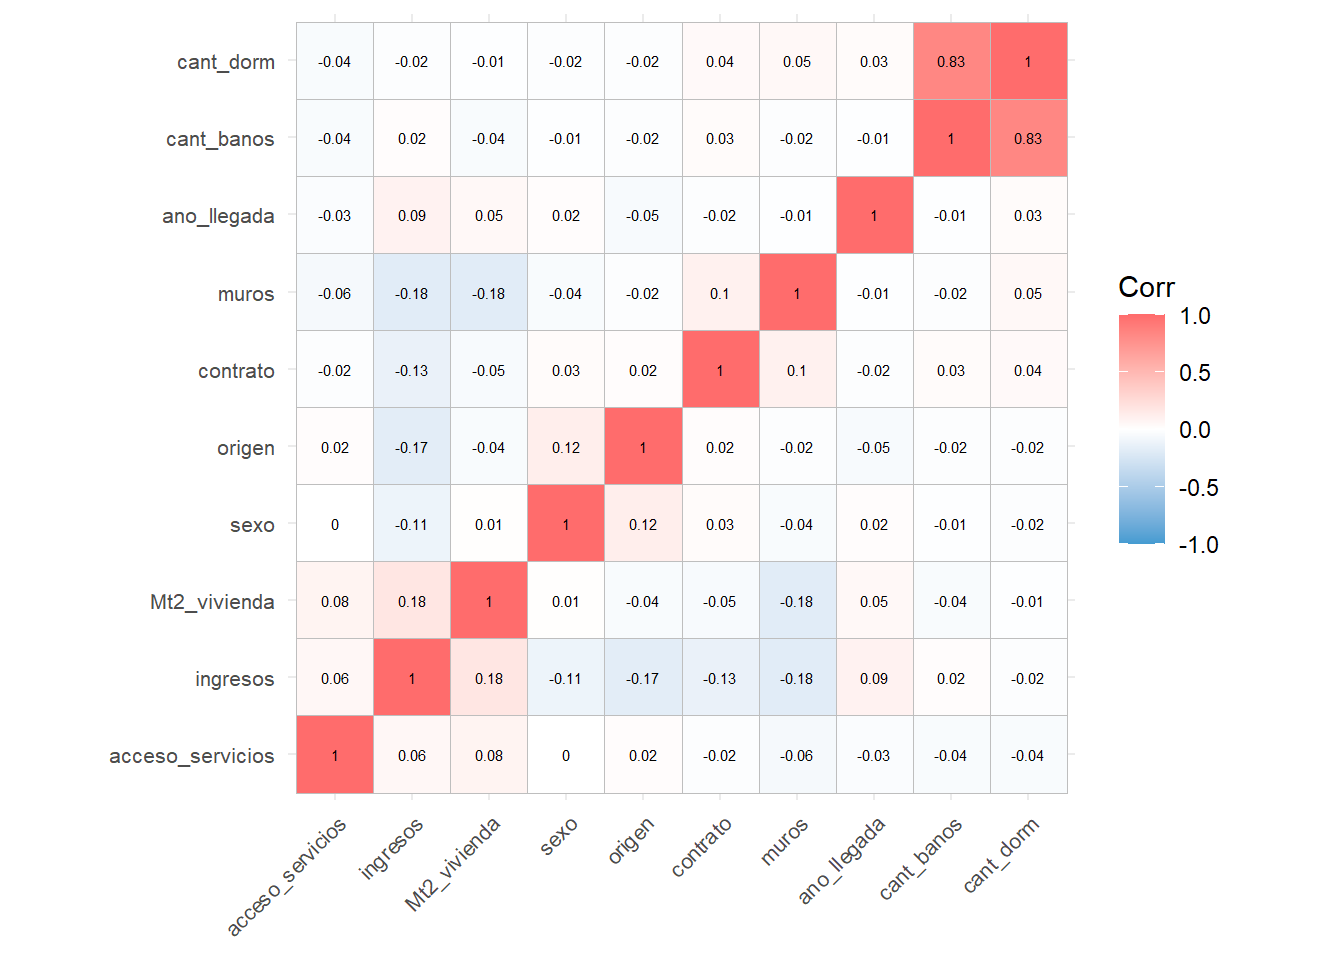 cant_dorm -0.04 -0.02 -0.01 -0.02 -0.02 0.04 0.05 0.03 0.83 1
cant_banos -0.04 0.02 -0.04 -0.01 -0.02 0.03 -0.02 -0.01 1 0.83
ano_llegada -0.03 0.09 0.05 0.02 -0.05 -0.02 -0.01 1 -0.01 0.03
muros -0.06 -0.18 -0.18 -0.04 -0.02 0.1 1 -0.01 -0.02 0.05
contrato -0.02 -0.13 -0.05 0.03 0.02 1 0.1 -0.02 0.03 0.04
origen 0.02 -0.17 -0.04 0.12 1 0.02 -0.02 -0.05 -0.02 -0.02
sexo 0 -0.11 0.01 1 0.12 0.03 -0.04 0.02 -0.01 -0.02
Mt2_vivienda 0.08 0.18 1 0.01 -0.04 -0.05 -0.18 0.05 -0.04 -0.01
ingresos 0.06 1 0.18 -0.11 -0.17 -0.13 -0.18 0.09 0.02 -0.02
acceso_servicios 1 0.06 0.08 0 0.02 -0.02 -0.06 -0.03 -0.04 -0.04
acceso_servicios ingresos Mt2_vivienda sexo origen contrato muros ano_llegada cant_banos cant_dorm
Corr
1.0
0.5
0.0
-0.5
-1.0